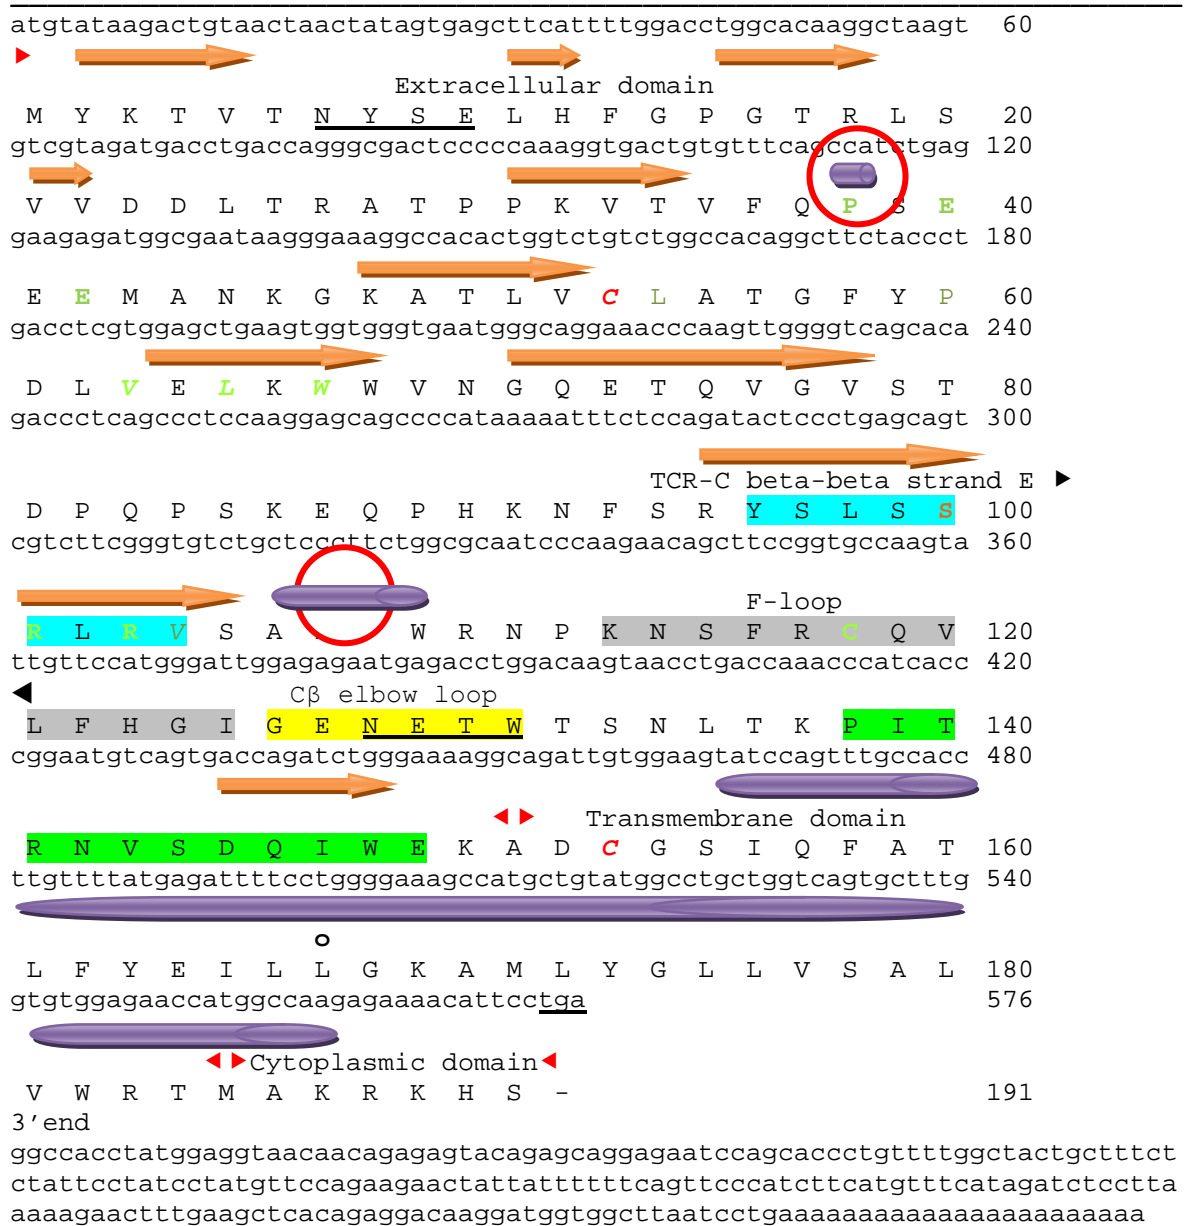 atgtataagactgtaactaactatagtgagcttcattttggacctggcacaaggctaagt 60
Extracellular domain
M Y K T V T N Y S E L H F G P G T R L S 20
gtcgtagatgacctgaccagggcgactcccccaaaggtgactgtgtttcagccatctgag 120
V V D D L T R A T P P K V T V F Q P S E 40
gaagagatggcgaataagggaaaggccacactggtctgtctggccacaggcttctaccct 180
E E M A N K G K A T L V C L A T G F Y P 60
gacctcgtggagctgaagtggtgggtgaatgggcaggaaacccaagttggggtcagcaca 240
D L V E L K W W V N G Q E T Q V G V S T 80
gaccctcagccctccaaggagcagccccataaaaatttctccagatactccctgagcagt 300
TCR-C beta-beta strand E
D P Q P S K E Q P H K N F S R Y S L S S 100
cgtcttcgggtgtctgctcccttctggcgcaatcccaagaacagcttccggtgccaagta 360
F-loop
R L R V S A W R N P K N S F R C Q V 120
ttgttccatgggattggagagaatgagacctggacaagtaacctgaccaaacccatcacc 420
Cβ elbow loop
L F H G I G E N E T W T S N L T K P I T 140
cggaatgtcagtgaccagatctgggaaaaggcagattgtggaagtatccagtttgccacc 480
Transmembrane domain
R N V S D Q I W E K A D C G S I Q F A T 160
ttgttttatgagattttcctggggaaagccatgctgtatggcctgctggtcagtgctttg 540
o
L F Y E I L L G K A M L Y G L L V S A L 180
gtgtggagaaccatggccaagagaaaacattcctga 576
Cytoplasmic domain
V W R T M A K R K H S - 191
3'end
ggccacctatggaggtaacaacagagagtacagagcaggagaatccagcaccctgttttggctactgctttct
ctattcctatcctatgttccagaagaactattatttttttcagttcccatcttcatgtttcatagatctcctta
aaaagaactttgaagctcacagaggacaaggatggtggcttaatcctgaaaaaaaaaaaaaaaaaaaaaaa